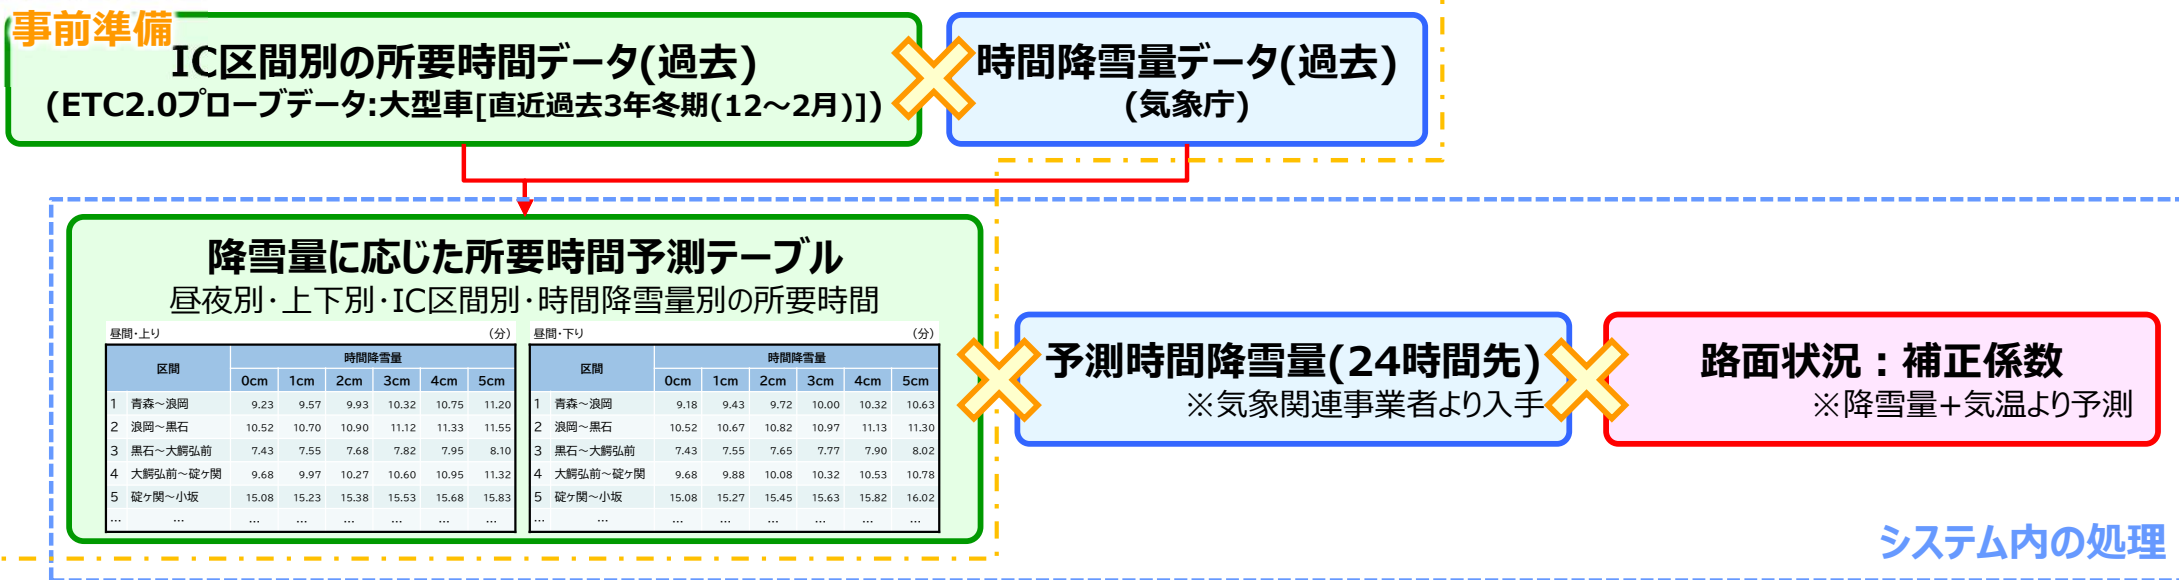 事前準備
IC区間別の所要時間データ(過去)
(ETC2.0プローブデータ:大型車[直近過去3年冬期(12～2月)])
時間降雪量データ(過去)
(気象庁)
降雪量に応じた所要時間予測テーブル
昼夜別・上下別・IC区間別・時間降雪量別の所要時間
昼間・上り (分)
区間 時間降雪量
0cm 1cm 2cm 3cm 4cm 5cm
1 青森～浪岡 9.23 9.57 9.93 10.32 10.75 11.20
2 浪岡～黒石 10.52 10.70 10.90 11.12 11.33 11.55
3 黒石～大鰐弘前 7.43 7.55 7.68 7.82 7.95 8.10
4 大鰐弘前～碇ケ関 9.68 9.97 10.27 10.60 10.95 11.32
5 碇ケ関～小坂 15.08 15.23 15.38 15.53 15.68 15.83
… … … … … … … …
昼間・下り (分)
区間 時間降雪量
0cm 1cm 2cm 3cm 4cm 5cm
1 青森～浪岡 9.18 9.43 9.72 10.00 10.32 10.63
2 浪岡～黒石 10.52 10.67 10.82 10.97 11.13 11.30
3 黒石～大鰐弘前 7.43 7.55 7.65 7.77 7.90 8.02
4 大鰐弘前～碇ケ関 9.68 9.88 10.08 10.32 10.53 10.78
5 碇ケ関～小坂 15.08 15.27 15.45 15.63 15.82 16.02
… … … … … … … …
予測時間降雪量(24時間先)
※気象関連事業者より入手
路面状況：補正係数
※降雪量+気温より予測
システム内の処理